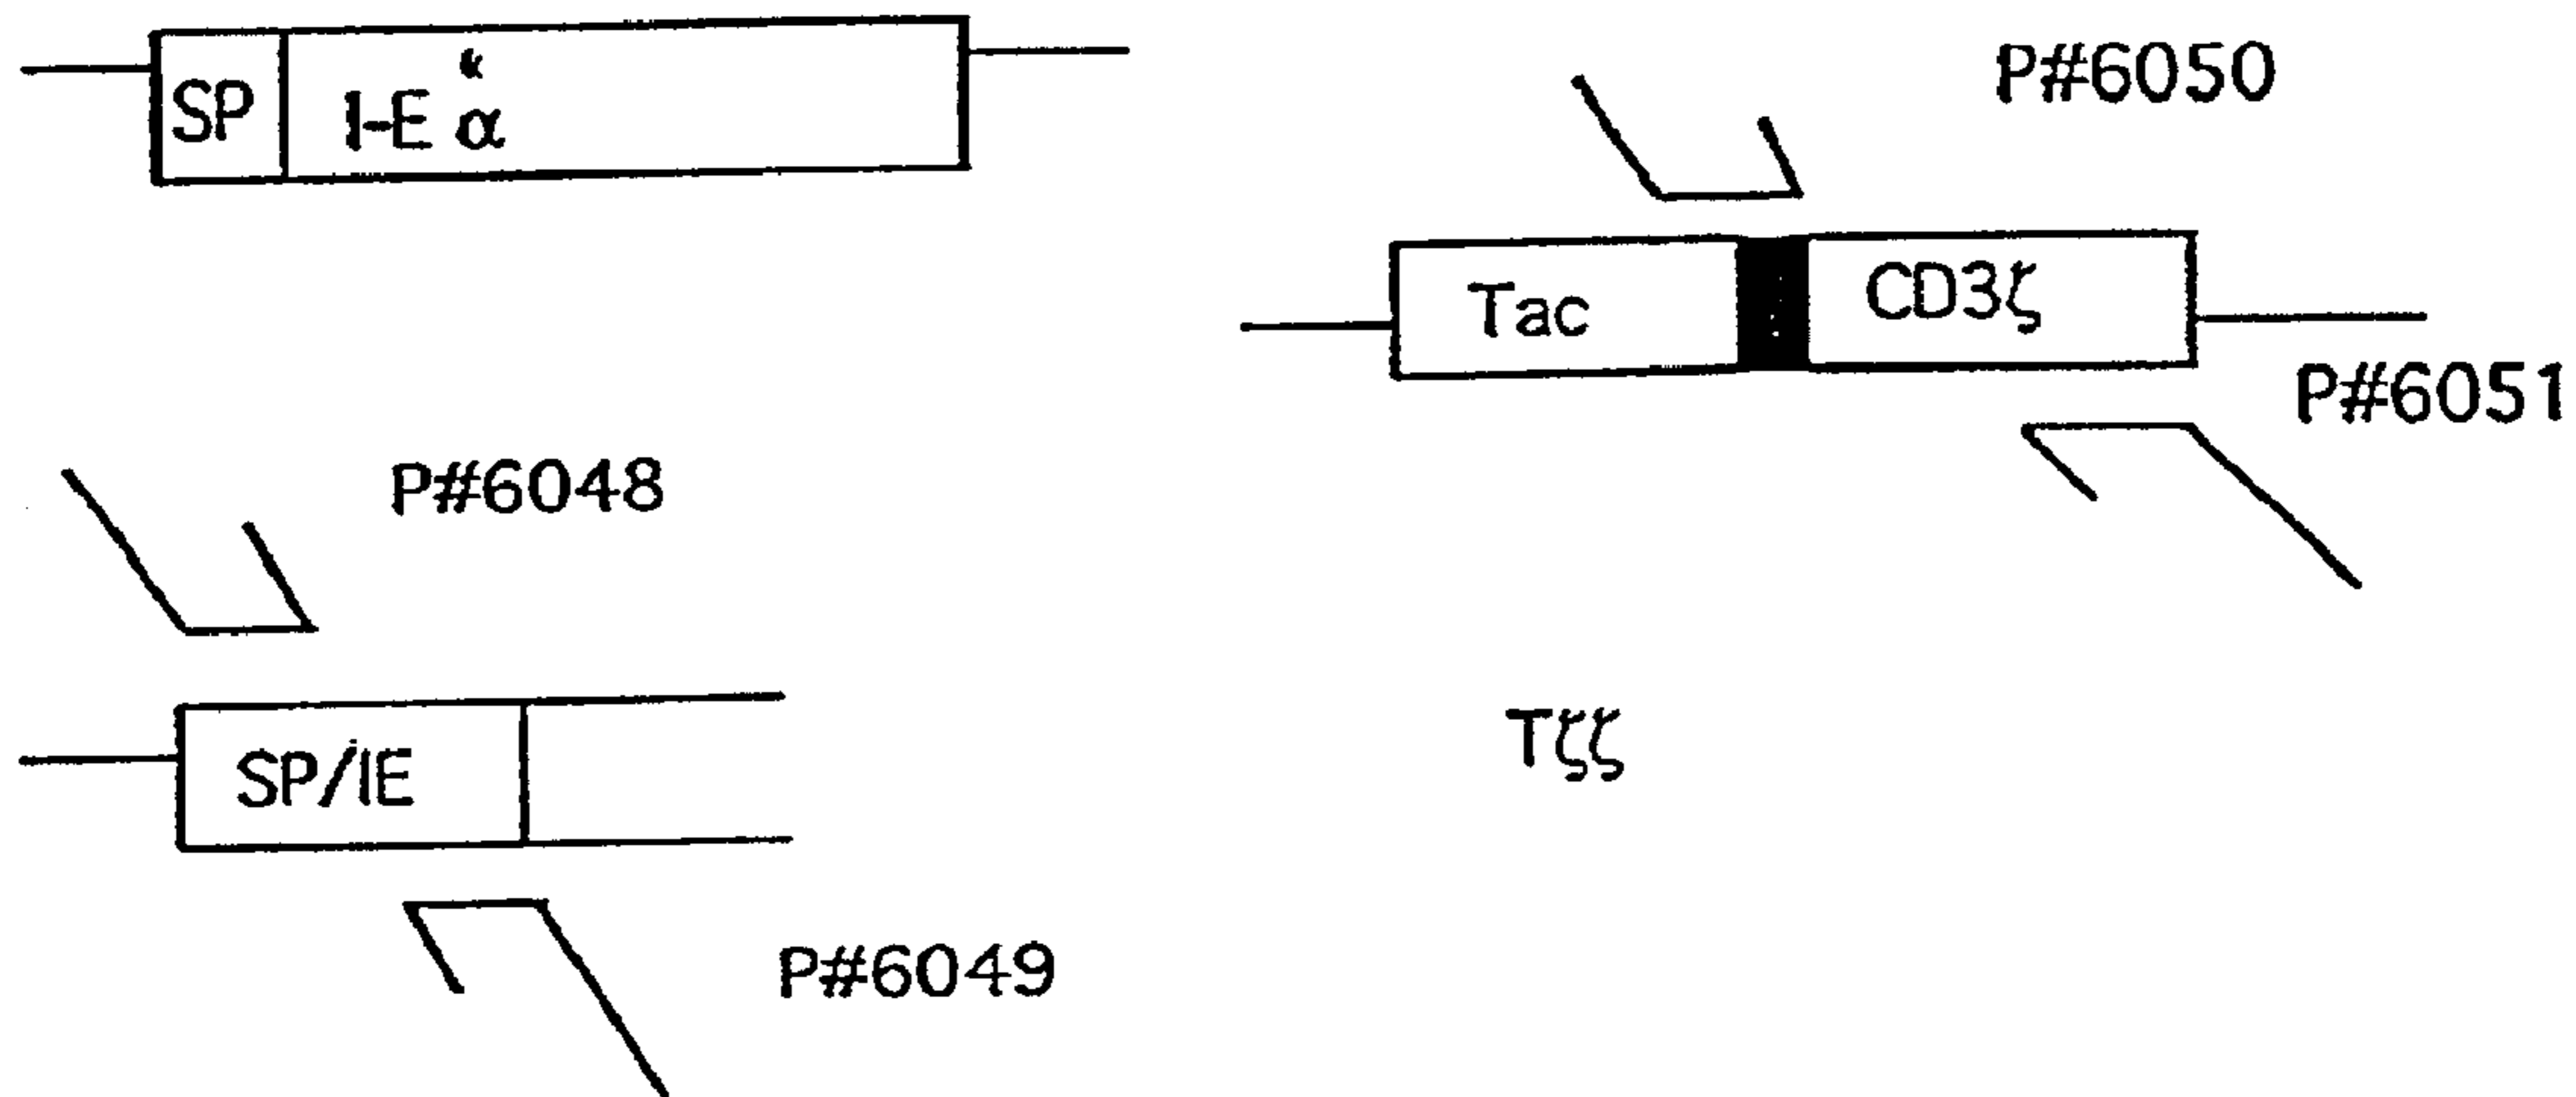 SP
I-E α
k
P#6050
Tac
CD3ζ
P#6051
P#6048
SP/IE
Tζζ
P#6049